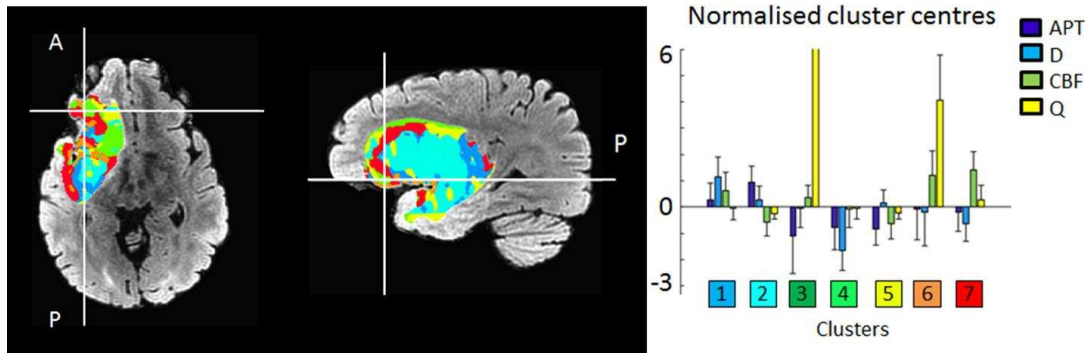 A
P
P
Normalised cluster centres
APT
D
CBF
Q
6
0
-3
1 2 3 4 5 6 7
Clusters